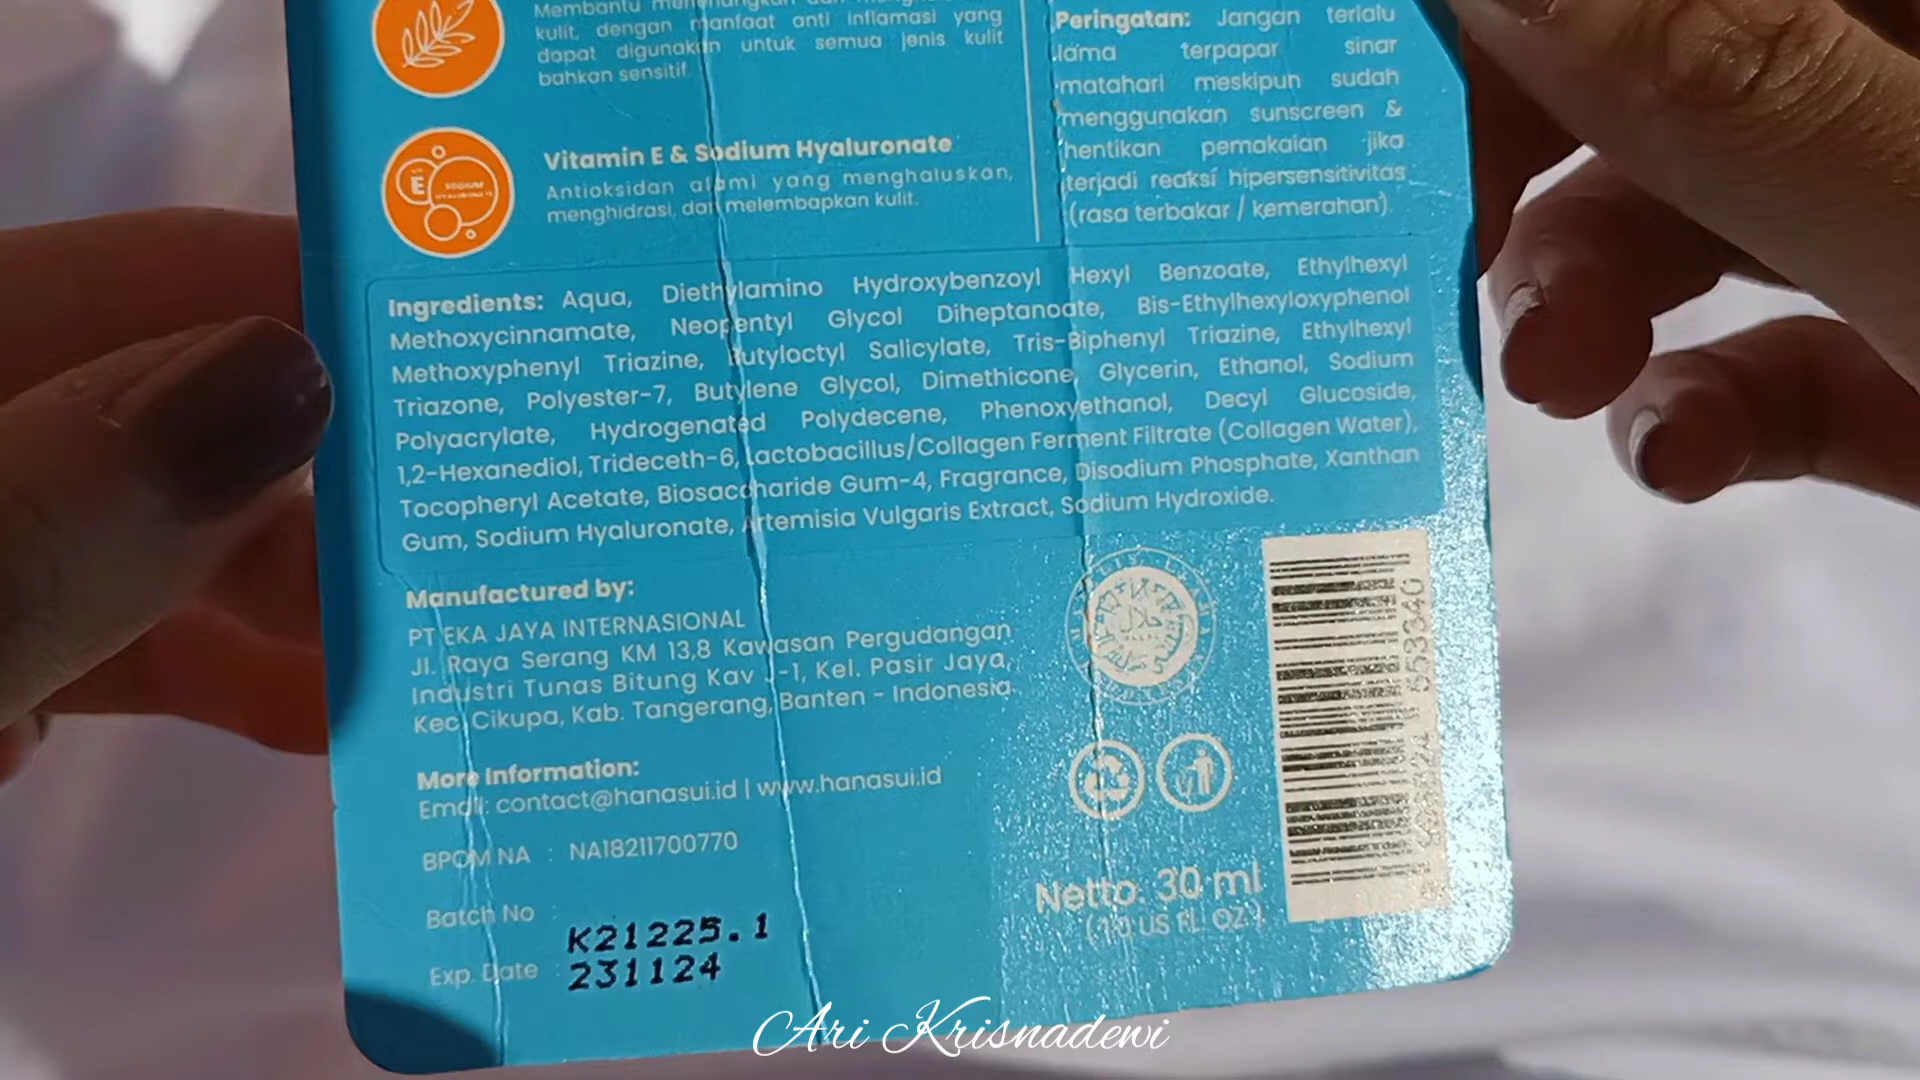 Membantu
kulit, dengan manfaat anti inflamasi yang
dapat digunakan untuk semua jenis kulit
bahkan sensitif.
Vitamin E & Sodium Hyaluronate
Antioksidan alami yang menghaluskan,
menghidrasi, dan melembapkan kulit.
E
SODIUM
Peringatan: Jangan terlalu
lama terpapar sinar
matahari meskipun sudah
menggunakan sunscreen &
hentikan pemakaian jika
terjadi reaksi hipersensitivitas
(rasa terbakar / kemerahan).
Ingredients: Aqua, Diethylamino Hydroxybenzoyl Hexyl Benzoate, Ethylhexyl
Methoxycinnamate, Neopentyl Glycol Diheptanoate, Bis-Ethylhexyloxyphenol
Methoxyphenyl Triazine, Butyloctyl Salicylate, Tris-Biphenyl Triazine, Ethylhexyl
Triazone, Polyester-7, Butylene Glycol, Dimethicone, Glycerin, Ethanol, Sodium
Polyacrylate, Hydrogenated Polydecene, Phenoxyethanol, Decyl Glucoside,
1,2-Hexanediol, Trideceth-6, Lactobacillus/Collagen Ferment Filtrate (Collagen Water),
Tocopheryl Acetate, Biosaccharide Gum-4, Fragrance, Disodium Phosphate, Xanthan
Gum, Sodium Hyaluronate, Artemisia Vulgaris Extract, Sodium Hydroxide.
Manufactured by:
PT EKA JAYA INTERNASIONAL
Jl. Raya Serang KM 13,8 Kawasan Pergudangan
Industri Tunas Bitung Kav J-1, Kel. Pasir Jaya,
Kec. Cikupa, Kab. Tangerang, Banten - Indonesia
More Information:
Email: contact@hanasui.id | www.hanasui.id
BPOM NA : NA18211700770
Batch No : K21225.1
Exp. Date : 231124
حلال
Netto. 30 ml
(1.0 US FL. OZ.)
553340
Ari Krisnadewi